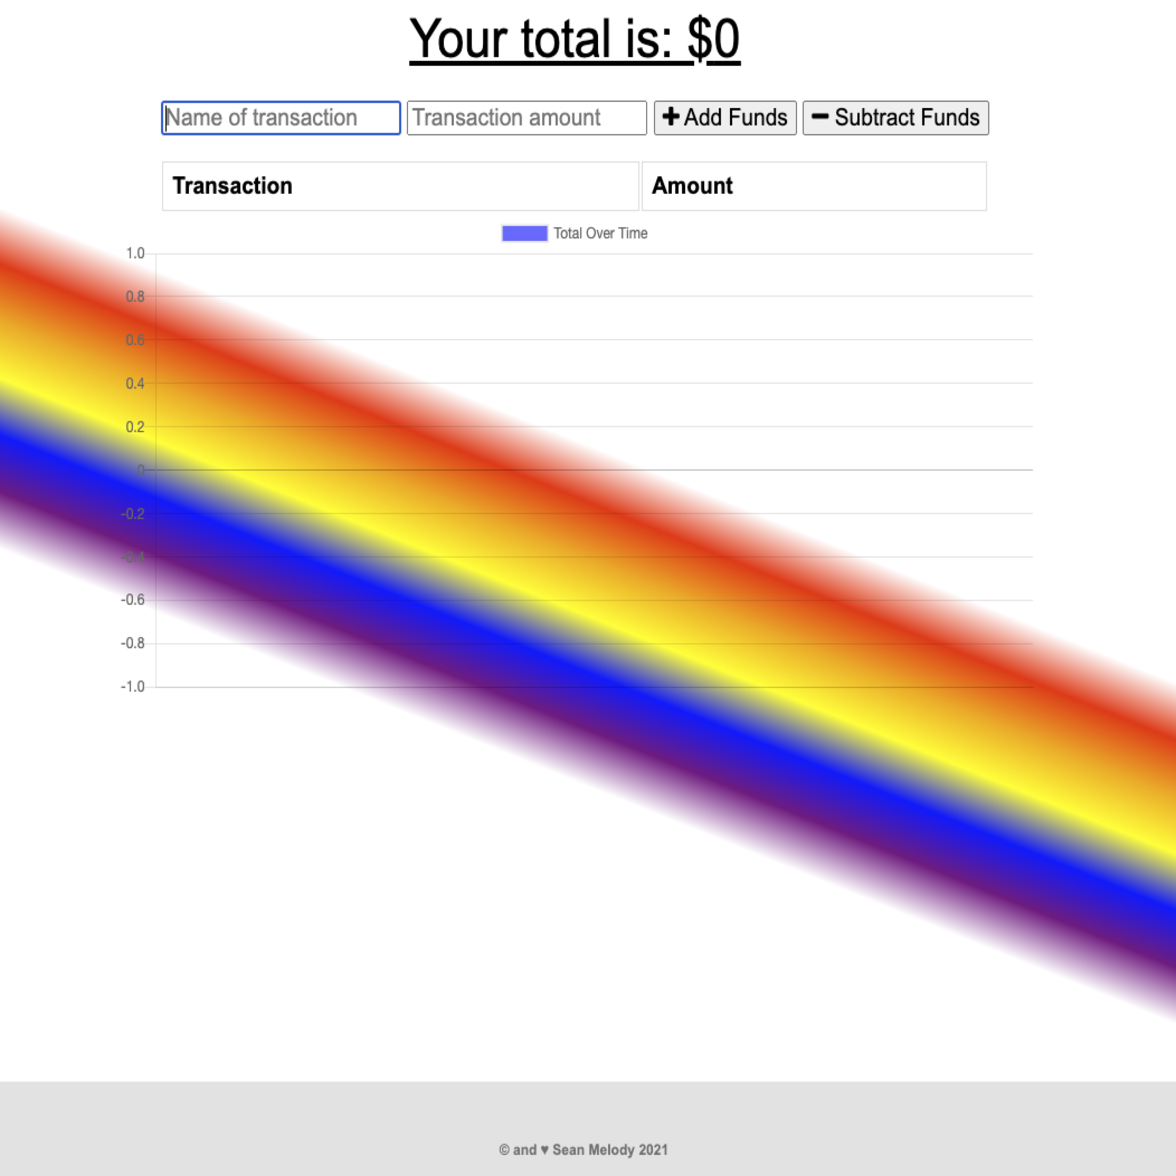 Your total is: $0
Name of transaction Transaction amount Add Funds Subtract Funds
Transaction Amount
Total Over Time
1.0
0.8
0.6
0.4
0.2
0
-0.2
-0.4
-0.6
-0.8
-1.0
© and ♥ Sean Melody 2021